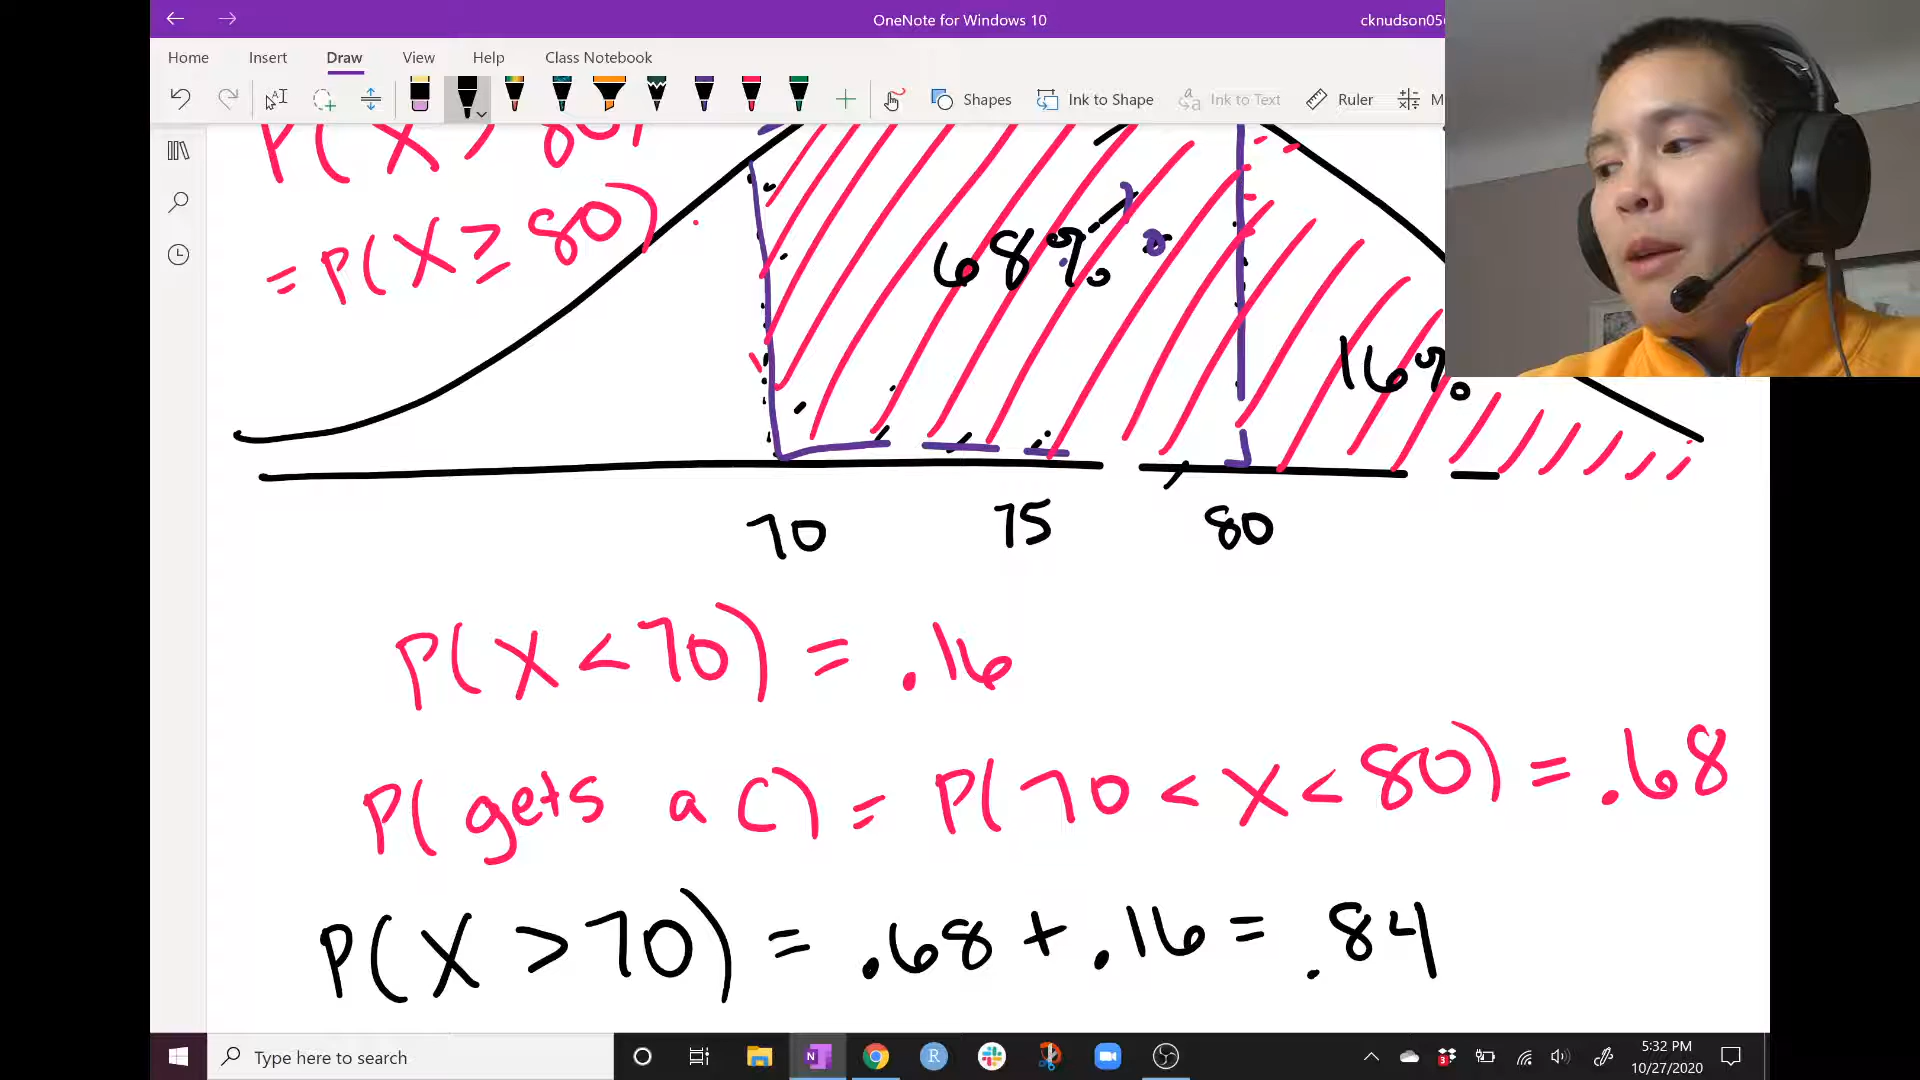 OneNote for Windows 10
cknudson05
Home Insert Draw View Help Class Notebook
Shapes Ink to Shape Ink to Text Ruler M
P(X > 80)
= P(X ≥ 80)
68%
16%
70 75 80
P(X < 70) = .16
P(gets a C) = P(70 < X < 80) = .68
P(X > 70) = .68 + .16 = .84
Type here to search
5:32 PM
10/27/2020